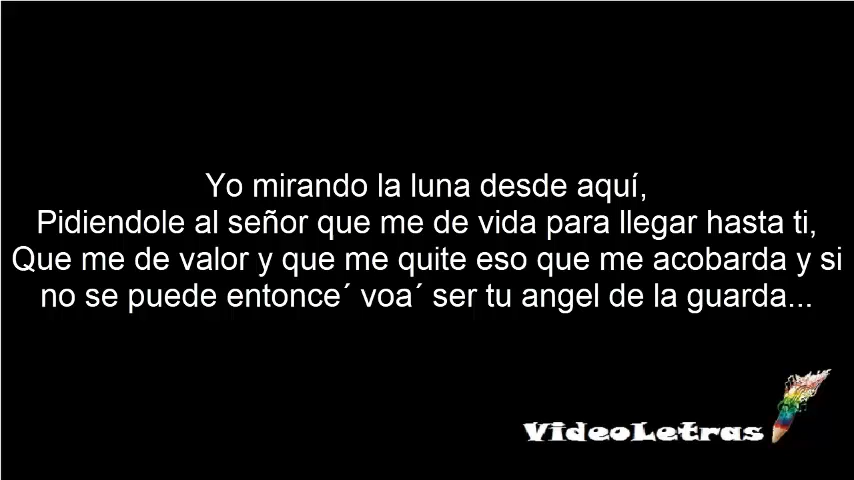 Yo mirando la luna desde aquí,
Pidiendole al señor que me de vida para llegar hasta ti,
Que me de valor y que me quite eso que me acobarda y si
no se puede entonce´ voa´ ser tu angel de la guarda...
VideoLetras